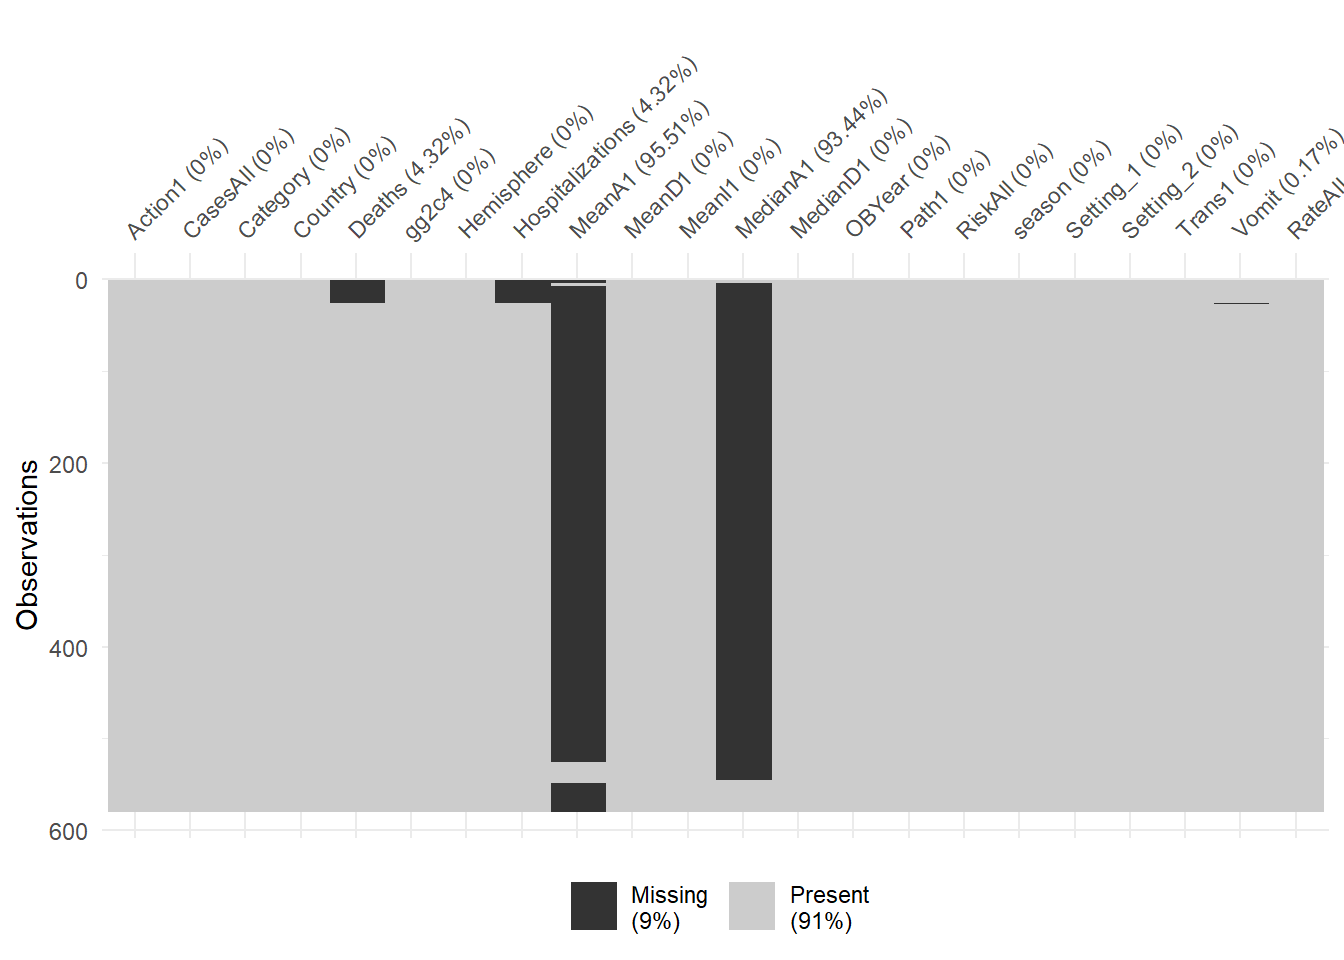 Action1 (0%)
CasesAll (0%)
Category (0%)
Country (0%)
Deaths (4.32%)
gg2c4 (0%)
Hemisphere (0%)
Hospitalizations (4.32%)
MeanA1 (95.51%)
MeanD1 (0%)
MeanI1 (0%)
MedianA1 (93.44%)
MedianD1 (0%)
OBYear (0%)
Path1 (0%)
RiskAll (0%)
season (0%)
Setting_1 (0%)
Setting_2 (0%)
Trans1 (0%)
Vomit (0.17%)
RateAll
0
200
400
600
Observations
Missing
(9%)
Present
(91%)